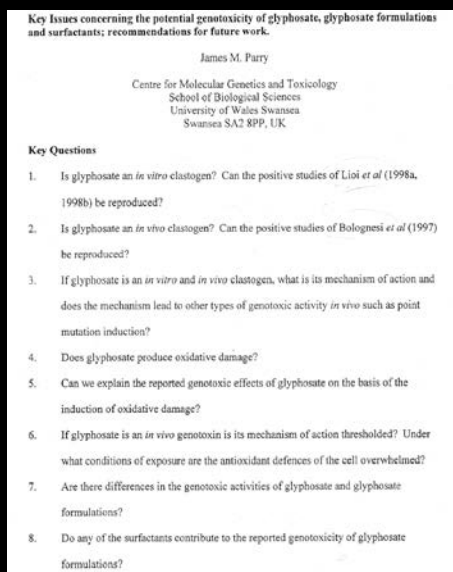 Key Issues concerning the potential genotoxicity of glyphosate, glyphosate formulations
and surfactants; recommendations for future work.
James M. Parry
Centre for Molecular Genetics and Toxicology
School of Biological Sciences
University of Wales Swansea
Swansea SA2 8PP, UK
Key Questions
1. Is glyphosate an in vitro clastogen? Can the positive studies of Lioi et al (1998a,
1998b) be reproduced?
2. Is glyphosate an in vivo clastogen? Can the positive studies of Bolognesi et al (1997)
be reproduced?
3. If glyphosate is an in vitro and in vivo clastogen, what is its mechanism of action and
does the mechanism lead to other types of genotoxic activity in vivo such as point
mutation induction?
4. Does glyphosate produce oxidative damage?
5. Can we explain the reported genotoxic effects of glyphosate on the basis of the
induction of oxidative damage?
6. If glyphosate is an in vivo genotoxin is its mechanism of action thresholded? Under
what conditions of exposure are the antioxidant defences of the cell overwhelmed?
7. Are there differences in the genotoxic activities of glyphosate and glyphosate
formulations?
8. Do any of the surfactants contribute to the reported genotoxicity of glyphosate
formulations?